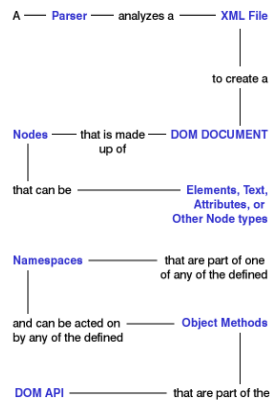 A Parser analyzes a XML File
to create a
Nodes that is made DOM DOCUMENT
up of
that can be Elements, Text,
Attributes, or
Other Node types
Namespaces that are part of one
of any of the defined
and can be acted on Object Methods
by any of the defined
DOM API that are part of the